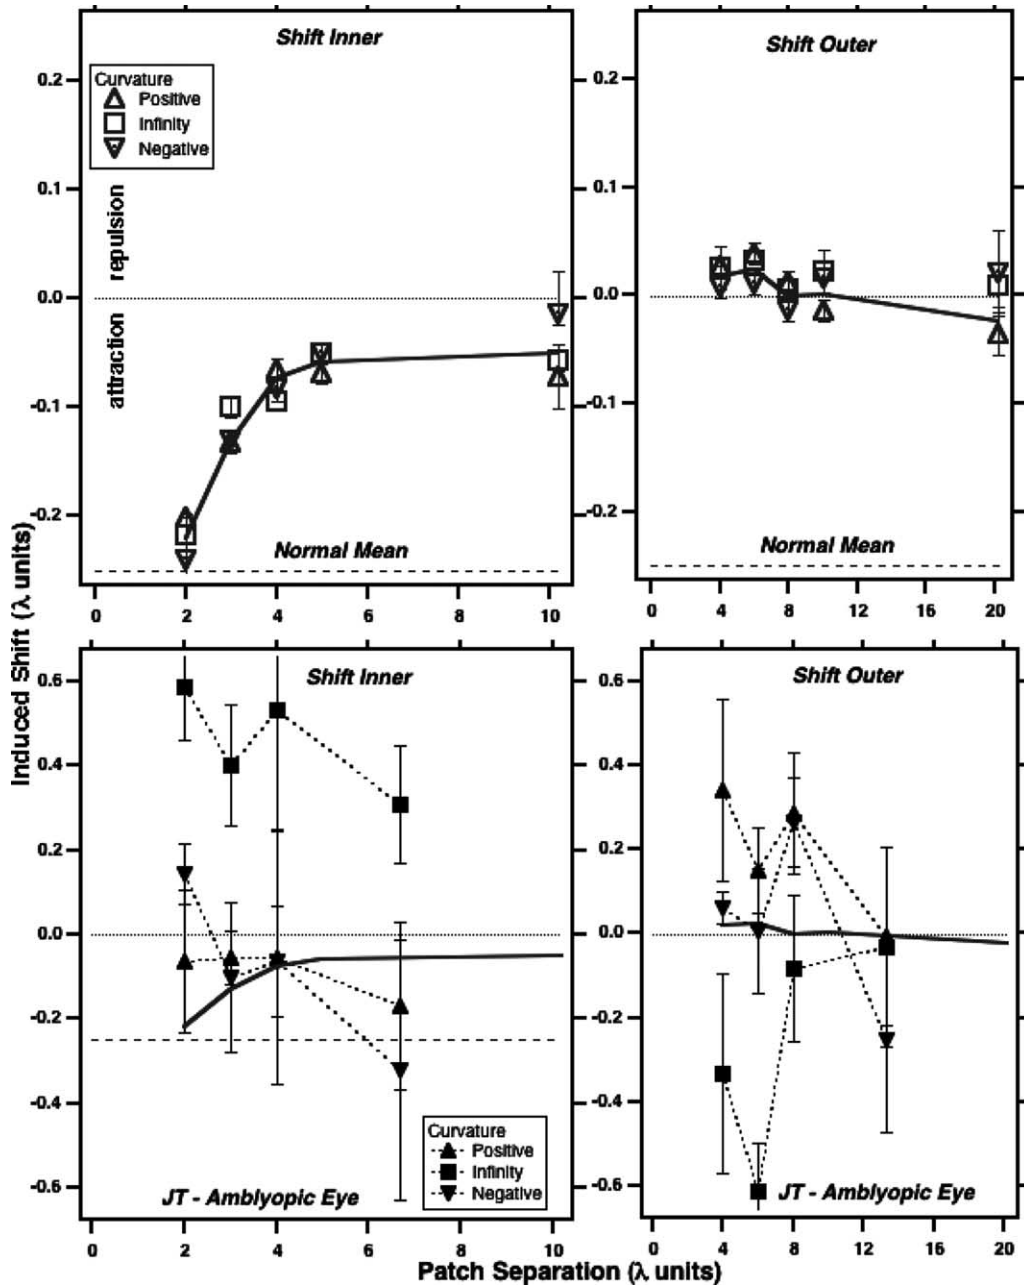 Shift Inner
0.2
Curvature
Positive
Infinity
Negative
0.1
repulsion
0.0
attraction
-0.1
-0.2
Normal Mean
0 2 4 6 8 10
Shift Outer
0.2
0.1
0.0
-0.1
-0.2
Normal Mean
0 4 8 12 16 20
Induced Shift (λ units)
Shift Inner
0.6
0.4
0.2
0.0
-0.2
-0.4
-0.6
Curvature
Positive
Infinity
Negative
JT - Amblyopic Eye
0 2 4 6 8 10
Shift Outer
0.6
0.4
0.2
0.0
-0.2
-0.4
-0.6
JT - Amblyopic Eye
0 4 8 12 16 20
Patch Separation (λ units)